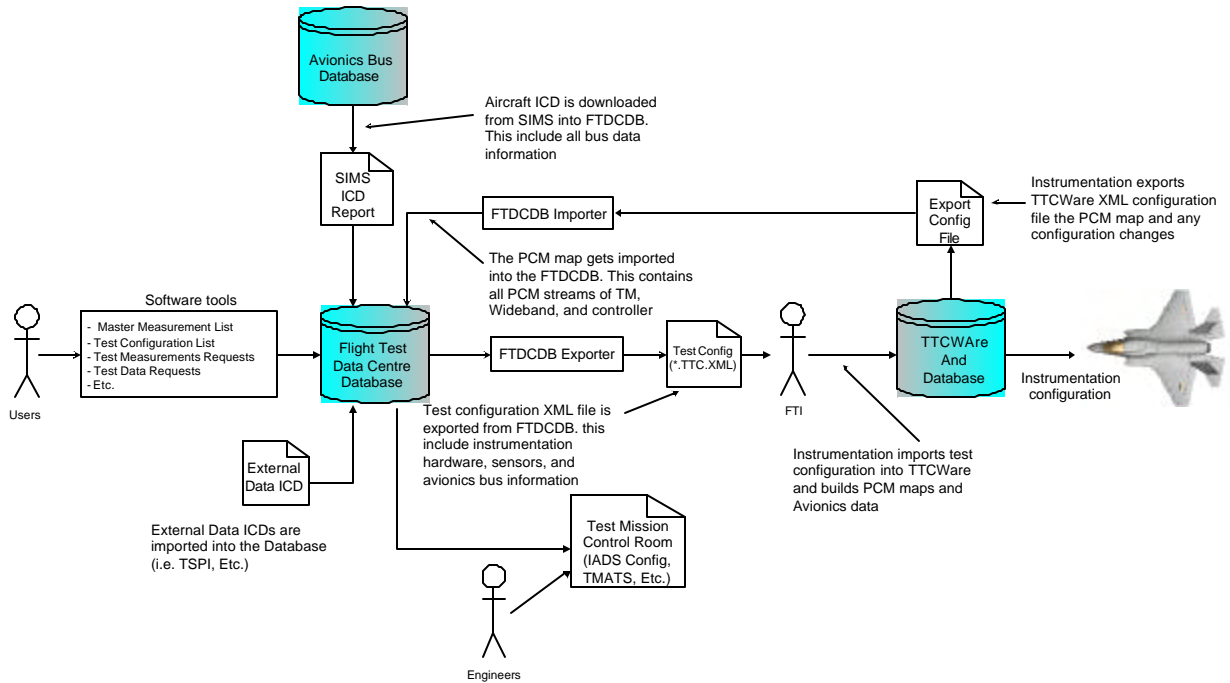 Avionics Bus
Database
Aircraft ICD is downloaded
from SIMS into FTDCDB.
This include all bus data
information
SIMS
ICD
Report
FTDCDB Importer
Export
Config
File
Instrumentation exports
TTCWare XML configuration
file the PCM map and any
configuration changes
The PCM map gets imported
into the FTDCDB. This contains
all PCM streams of TM,
Wideband, and controller
Software tools
- Master Measurement List
- Test Configuration List
- Test Measurements Requests
- Test Data Requests
- Etc.
Users
Flight Test
Data Centre
Database
FTDCDB Exporter
Test Config
(*.TTC.XML)
FTI
TTCWAre
And
Database
Instrumentation
configuration
Test configuration XML file is
exported from FTDCDB. this
include instrumentation
hardware, sensors, and
avionics bus information
Instrumentation imports test
configuration into TTCWare
and builds PCM maps and
Avionics data
External
Data ICD
External Data ICDs are
imported into the Database
(i.e. TSPI, Etc.)
Test Mission
Control Room
(IADS Config,
TMATS, Etc.)
Engineers